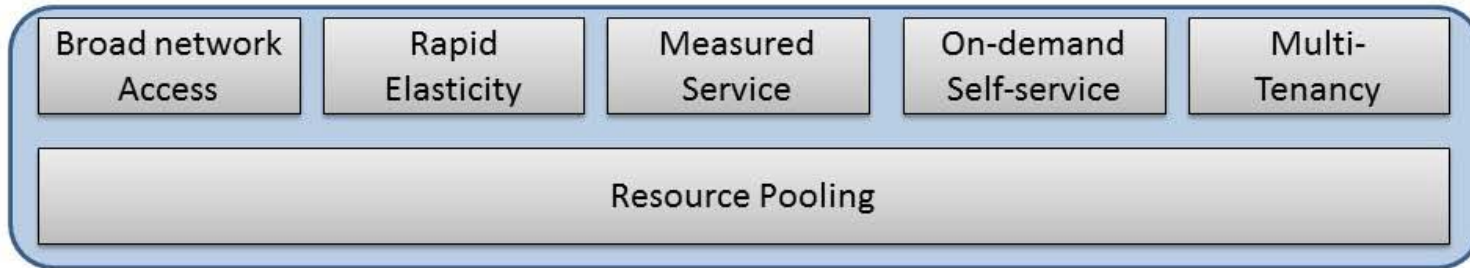 Broad network
Access
Rapid
Elasticity
Measured
Service
On-demand
Self-service
Multi-
Tenancy
Resource Pooling